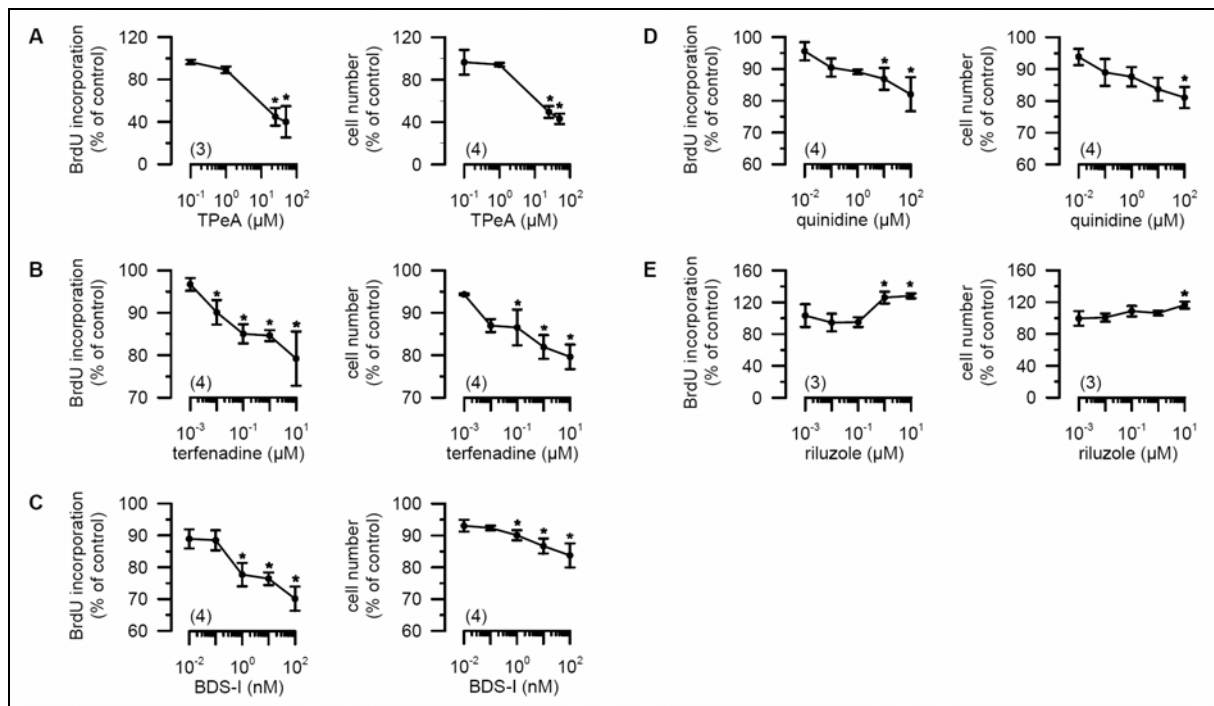 A
BrdU incorporation
(% of control)
120
80
40
0
(3)
*
*
10⁻¹ 10⁰ 10¹ 10²
TPeA (µM)
cell number
(% of control)
120
80
40
0
(4)
*
*
10⁻¹ 10⁰ 10¹ 10²
TPeA (µM)
B
BrdU incorporation
(% of control)
100
90
80
70
(4)
*
*
*
*
10⁻³ 10⁻¹ 10¹
terfenadine (µM)
cell number
(% of control)
100
90
80
70
(4)
*
*
*
10⁻³ 10⁻¹ 10¹
terfenadine (µM)
C
BrdU incorporation
(% of control)
100
90
80
70
60
(4)
*
*
*
10⁻² 10⁰ 10²
BDS-I (nM)
cell number
(% of control)
100
90
80
70
60
(4)
*
*
*
10⁻² 10⁰ 10²
BDS-I (nM)
D
BrdU incorporation
(% of control)
100
90
80
70
60
(4)
*
*
10⁻² 10⁰ 10²
quinidine (µM)
cell number
(% of control)
100
90
80
70
60
(4)
*
10⁻² 10⁰ 10²
quinidine (µM)
E
BrdU incorporation
(% of control)
160
120
80
40
0
(3)
*
*
10⁻³ 10⁻¹ 10¹
riluzole (µM)
cell number
(% of control)
160
120
80
40
0
(3)
*
10⁻³ 10⁻¹ 10¹
riluzole (µM)